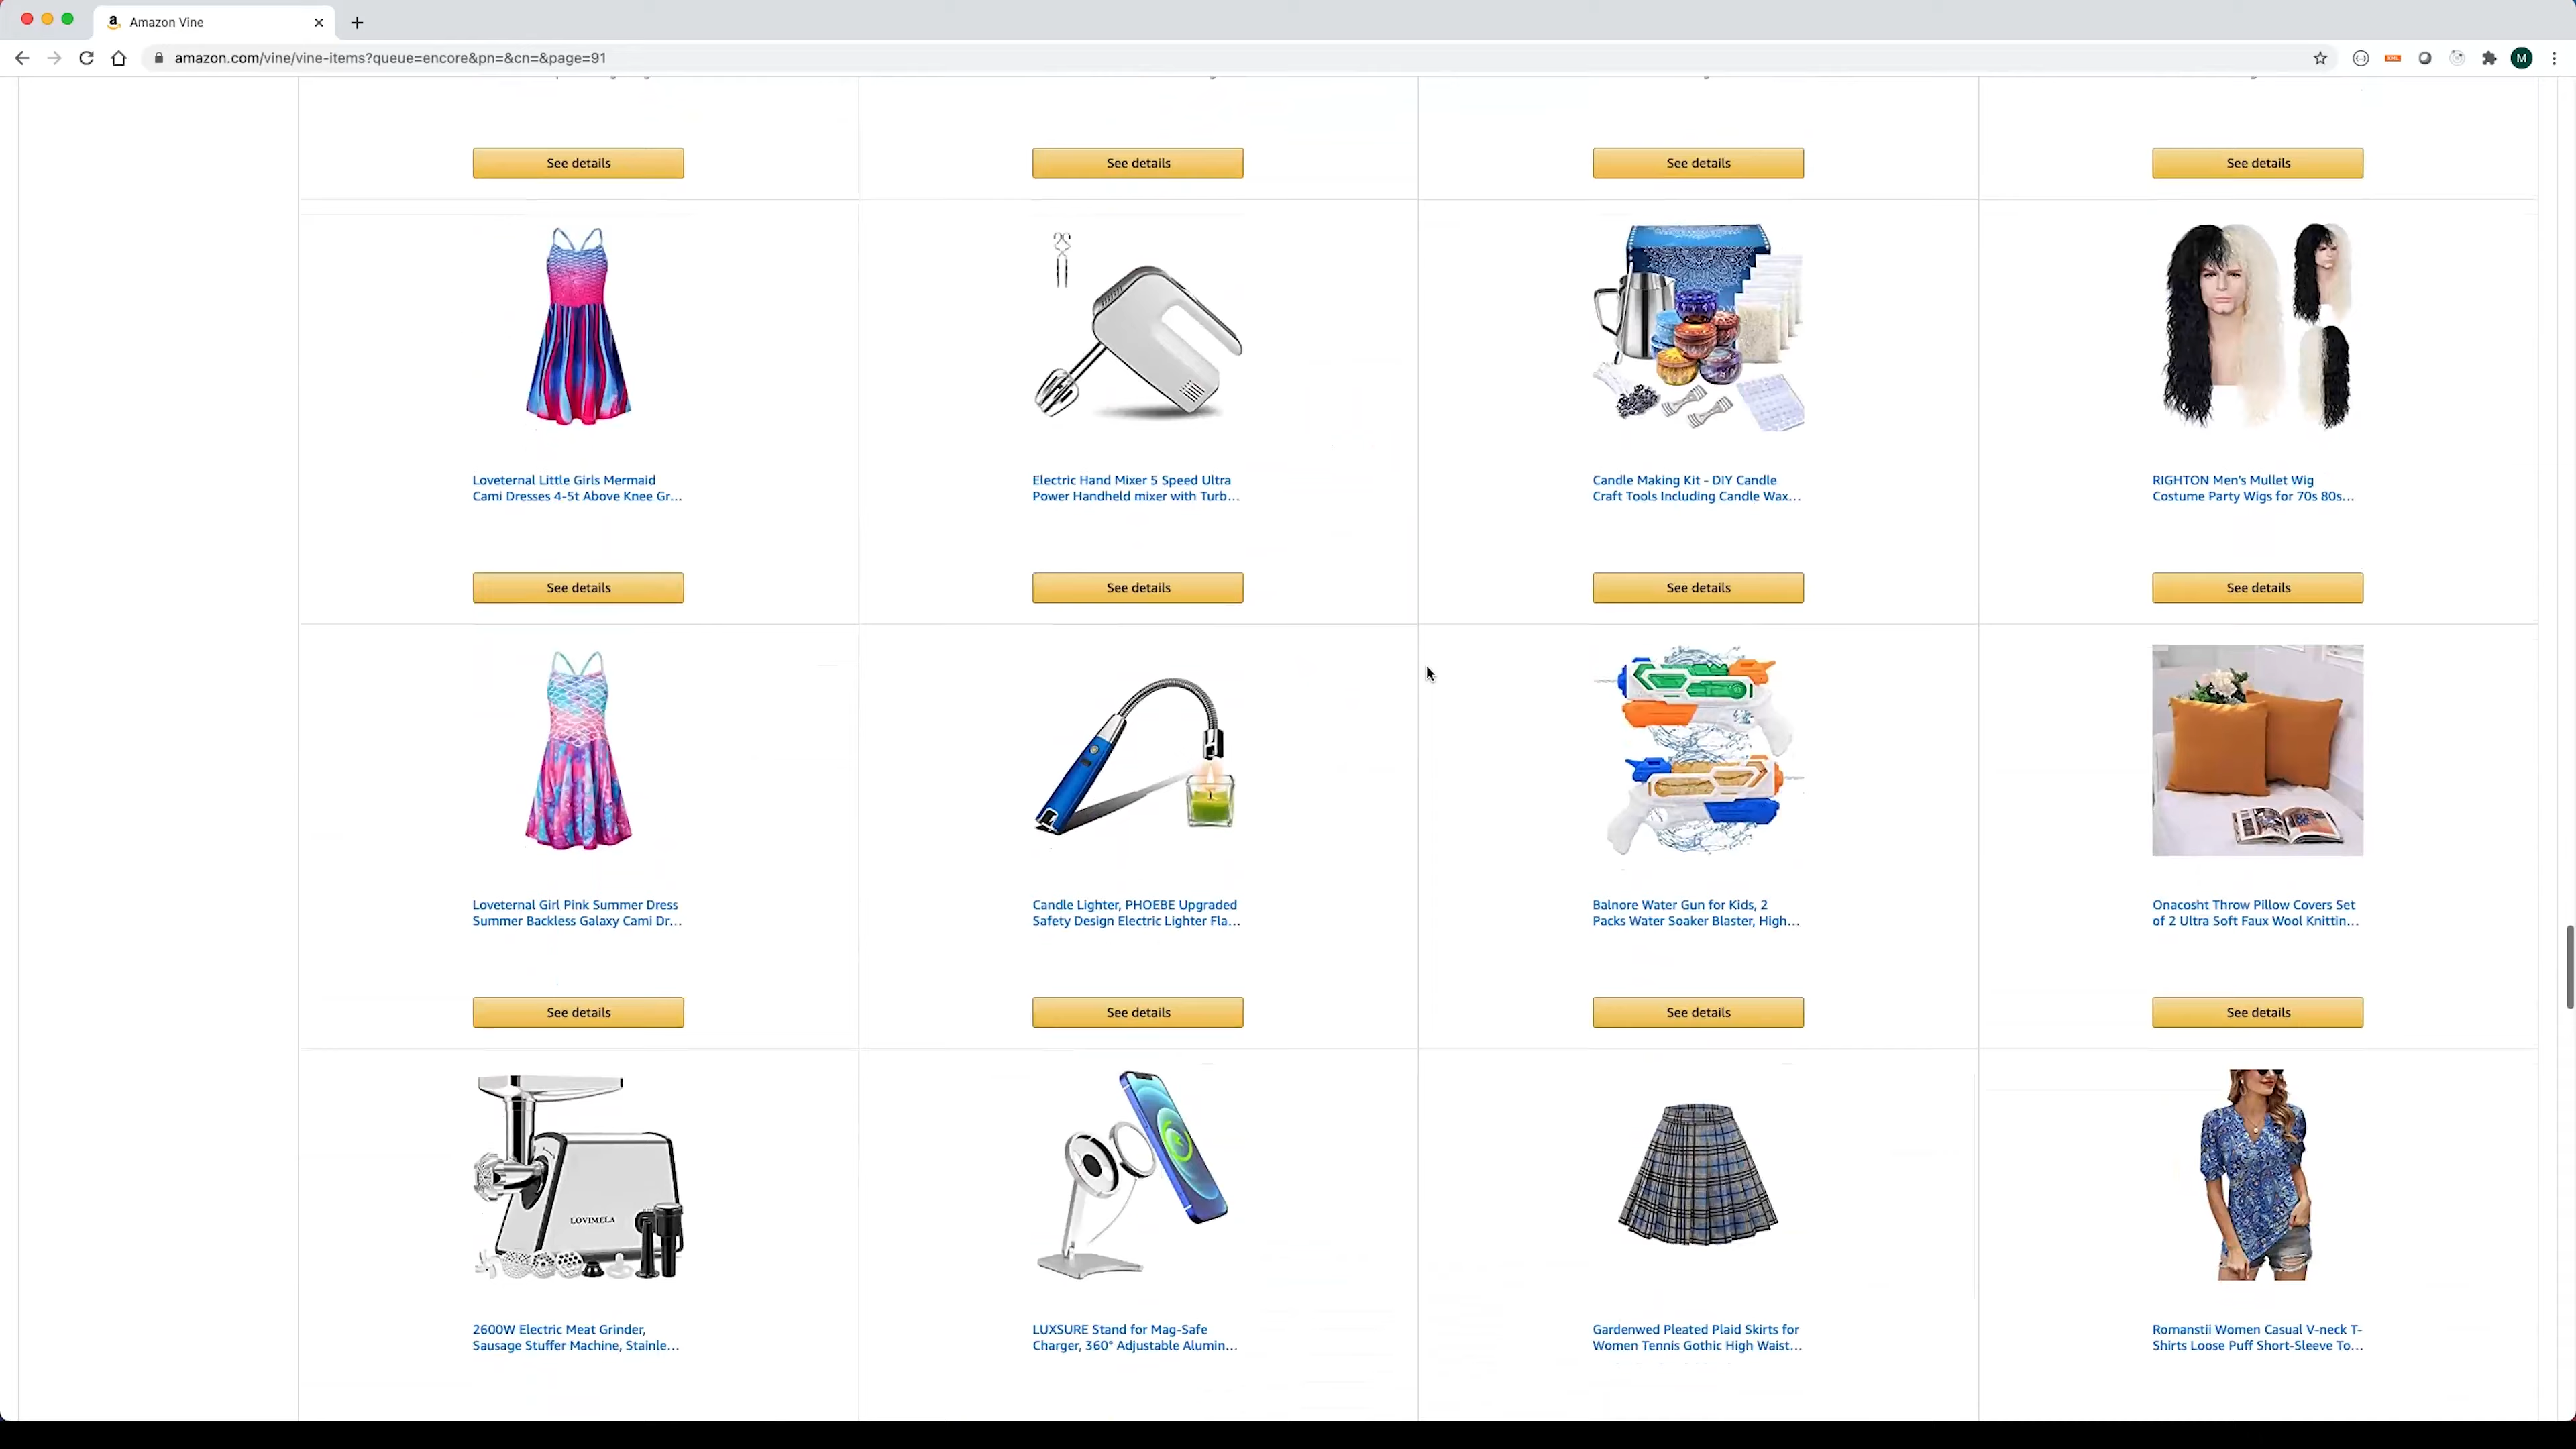 Amazon Vine
amazon.com/vine/vine-items?queue=encore&pn=&cn=&page=91
M
See details
See details
See details
See details
Loveternal Little Girls Mermaid
Cami Dresses 4-5t Above Knee Gr...
Electric Hand Mixer 5 Speed Ultra
Power Handheld mixer with Turb...
Candle Making Kit - DIY Candle
Craft Tools Including Candle Wax...
RIGHTON Men's Mullet Wig
Costume Party Wigs for 70s 80s...
See details
See details
See details
See details
Loveternal Girl Pink Summer Dress
Summer Backless Galaxy Cami Dr...
Candle Lighter, PHOEBE Upgraded
Safety Design Electric Lighter Fla...
Balnore Water Gun for Kids, 2
Packs Water Soaker Blaster, High...
Onacosht Throw Pillow Covers Set
of 2 Ultra Soft Faux Wool Knittin...
See details
See details
See details
See details
LOVIMELA
2600W Electric Meat Grinder,
Sausage Stuffer Machine, Stainle...
LUXSURE Stand for Mag-Safe
Charger, 360° Adjustable Alumin...
Gardenwed Pleated Plaid Skirts for
Women Tennis Gothic High Waist...
Romanstii Women Casual V-neck T-
Shirts Loose Puff Short-Sleeve To...